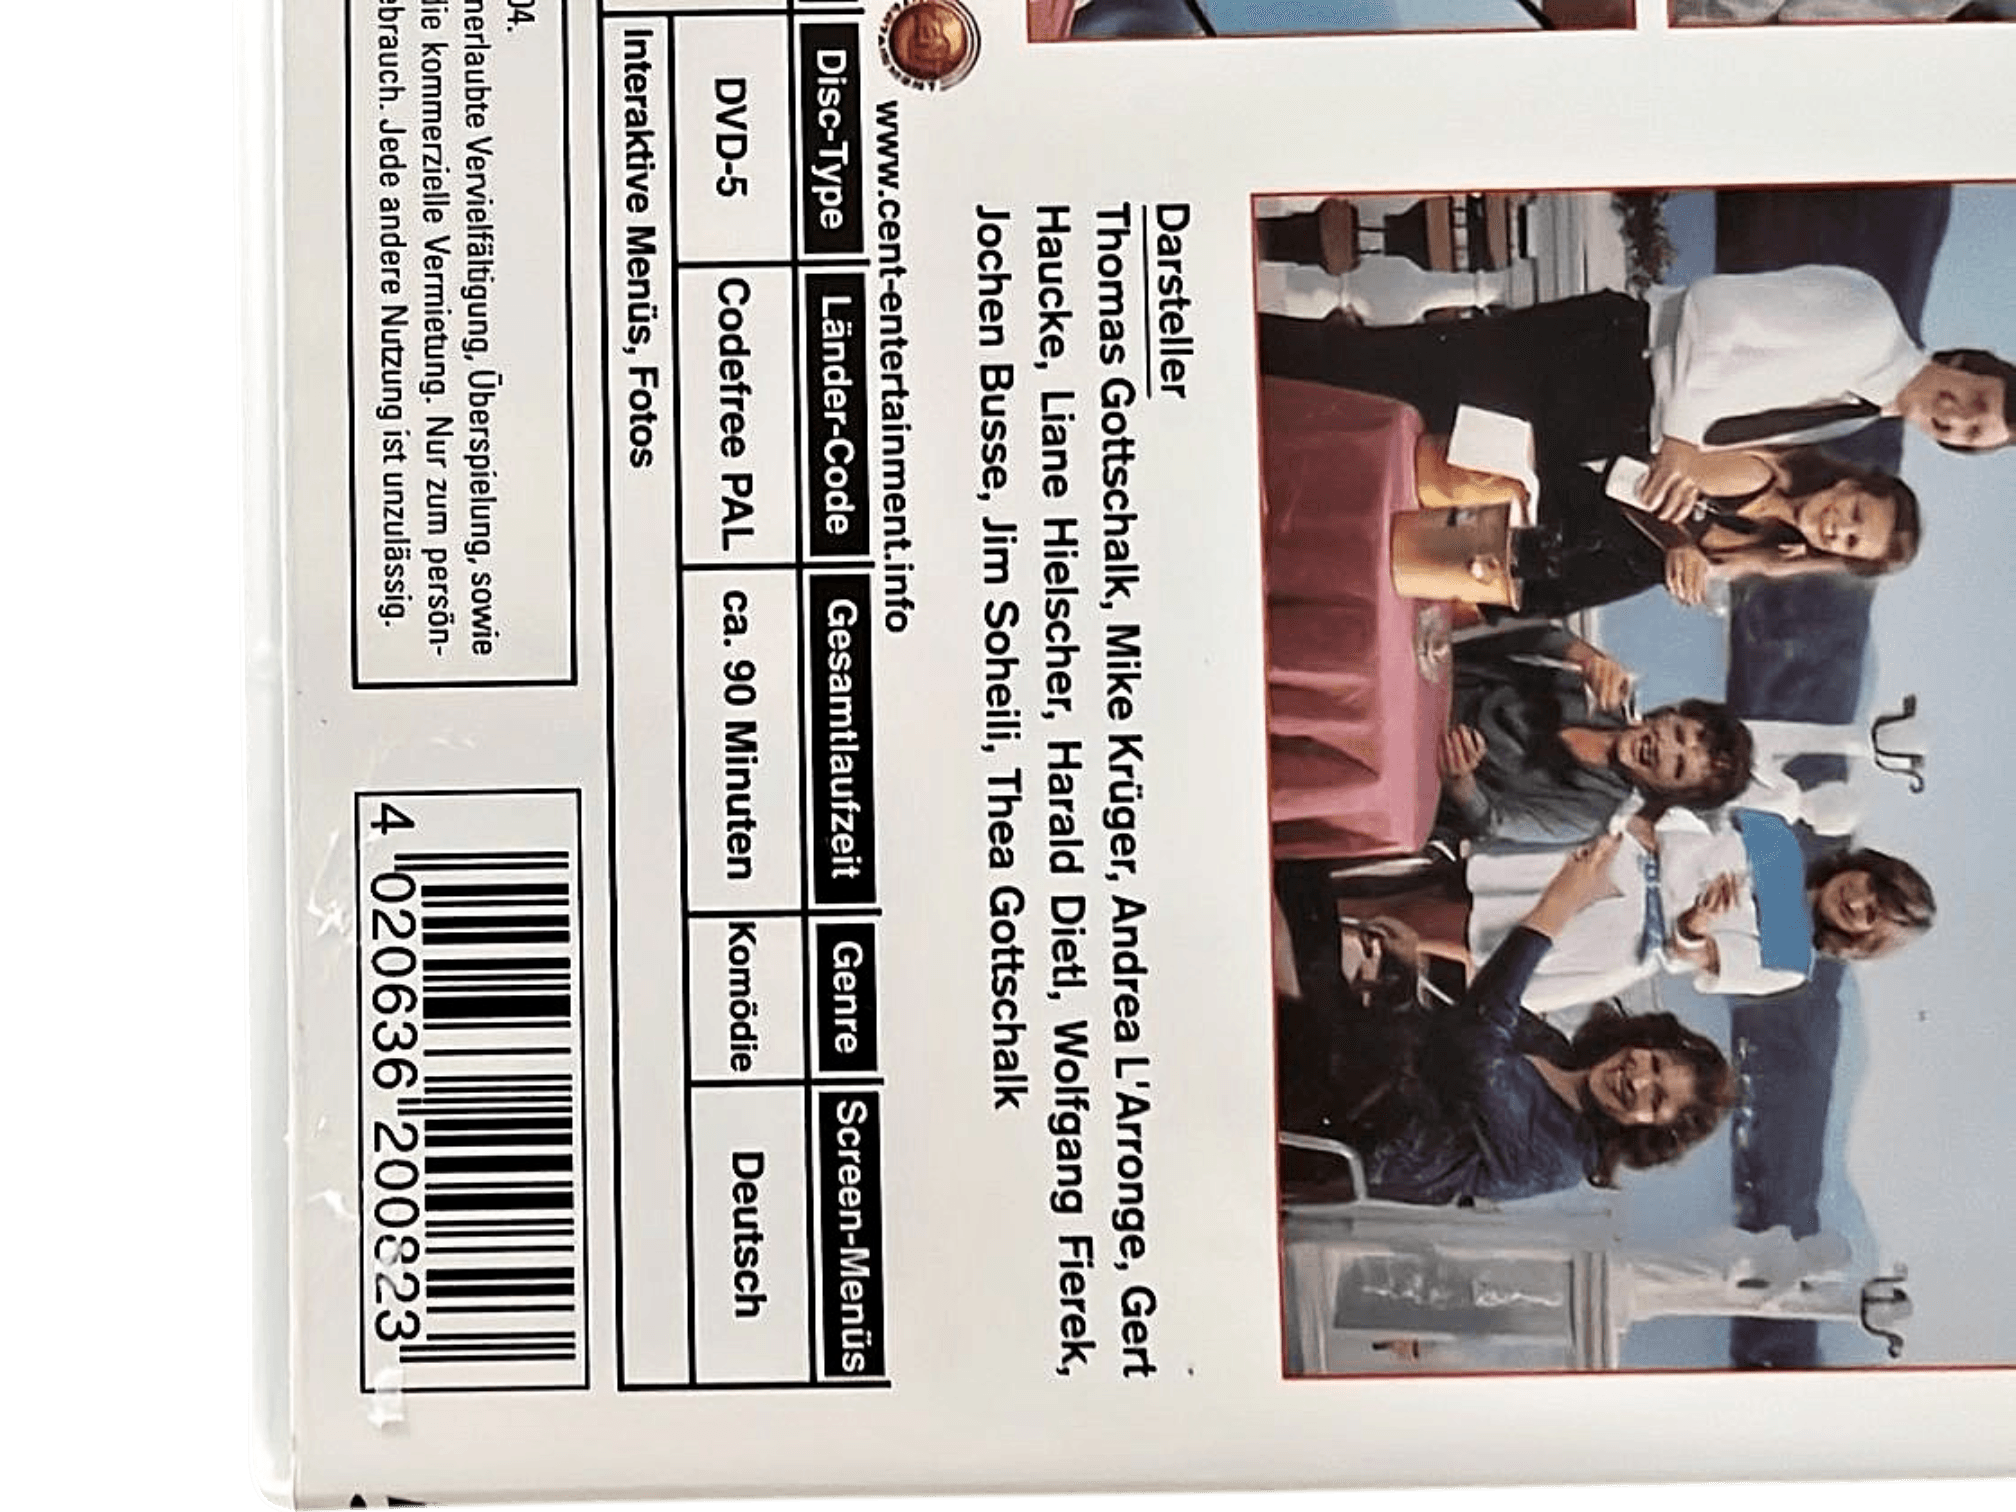 Darsteller
Thomas Gottschalk, Mike Krüger, Andrea L'Arronge, Gert
Haucke, Liane Hielscher, Harald Dietl, Wolfgang Fierek,
Jochen Busse, Jim Soheili, Thea Gottschalk
www.cent-entertainment.info
Disc-Type Länder-Code Gesamtlaufzeit Genre Screen-Menüs
DVD-5 Codefree PAL ca. 90 Minuten Komödie Deutsch
Interaktive Menüs, Fotos
04.
nerlaubte Vervielfältigung, Überspielung, sowie
die kommerzielle Vermietung. Nur zum persön-
ebrauch. Jede andere Nutzung ist unzulässig.
4 020636 200823